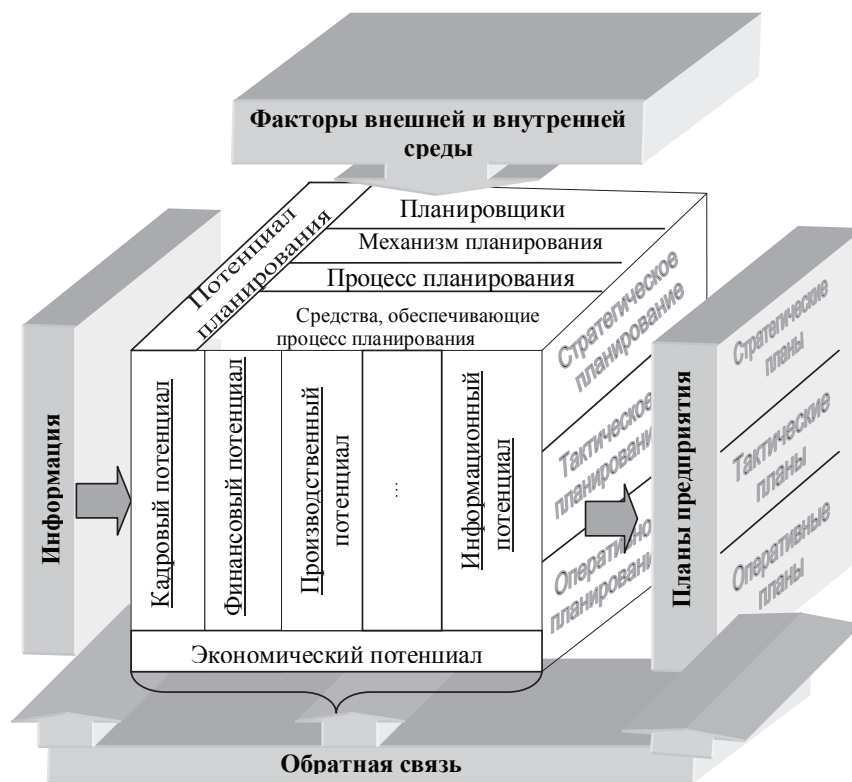 Факторы внешней и внутренней
среды
Потенциал
планирования
Планировщики
Механизм планирования
Процесс планирования
Средства, обеспечивающие
процесс планирования
Информация
Кадровый потенциал
Финансовый потенциал
Производственный
потенциал
...
Информационный
потенциал
Экономический потенциал
Стратегическое
планирование
Тактическое
планирование
Оперативное
планирование
Планы предприятия
Стратегические
планы
Тактические
планы
Оперативные
планы
Обратная связь